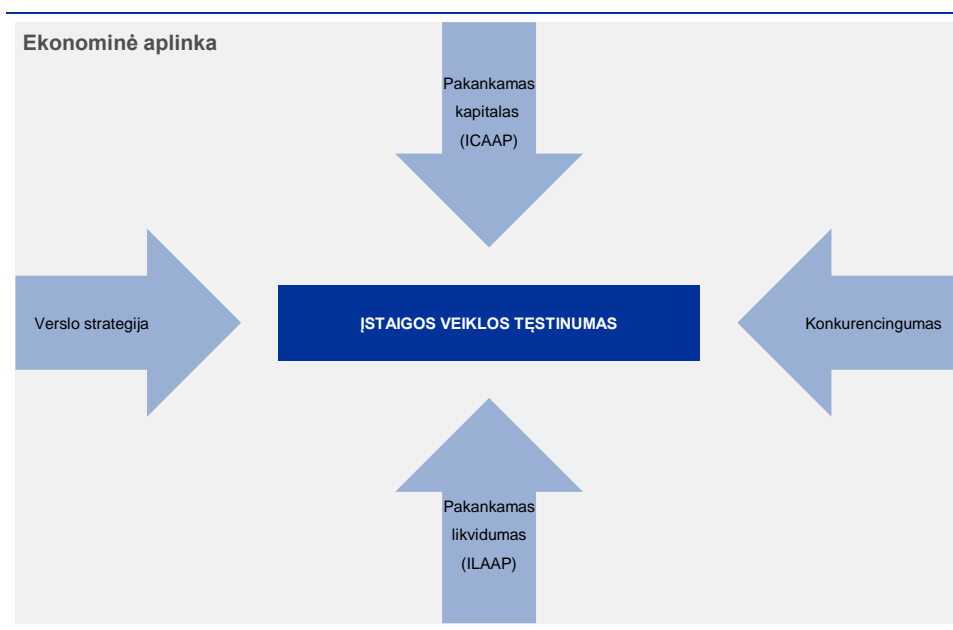 Ekonominė aplinka
Pakankamas
kapitalas
(ICAAP)
Verslo strategija
ĮSTAIGOS VEIKLOS TĘSTINUMAS
Konkurencingumas
Pakankamas
likvidumas
(ILAAP)